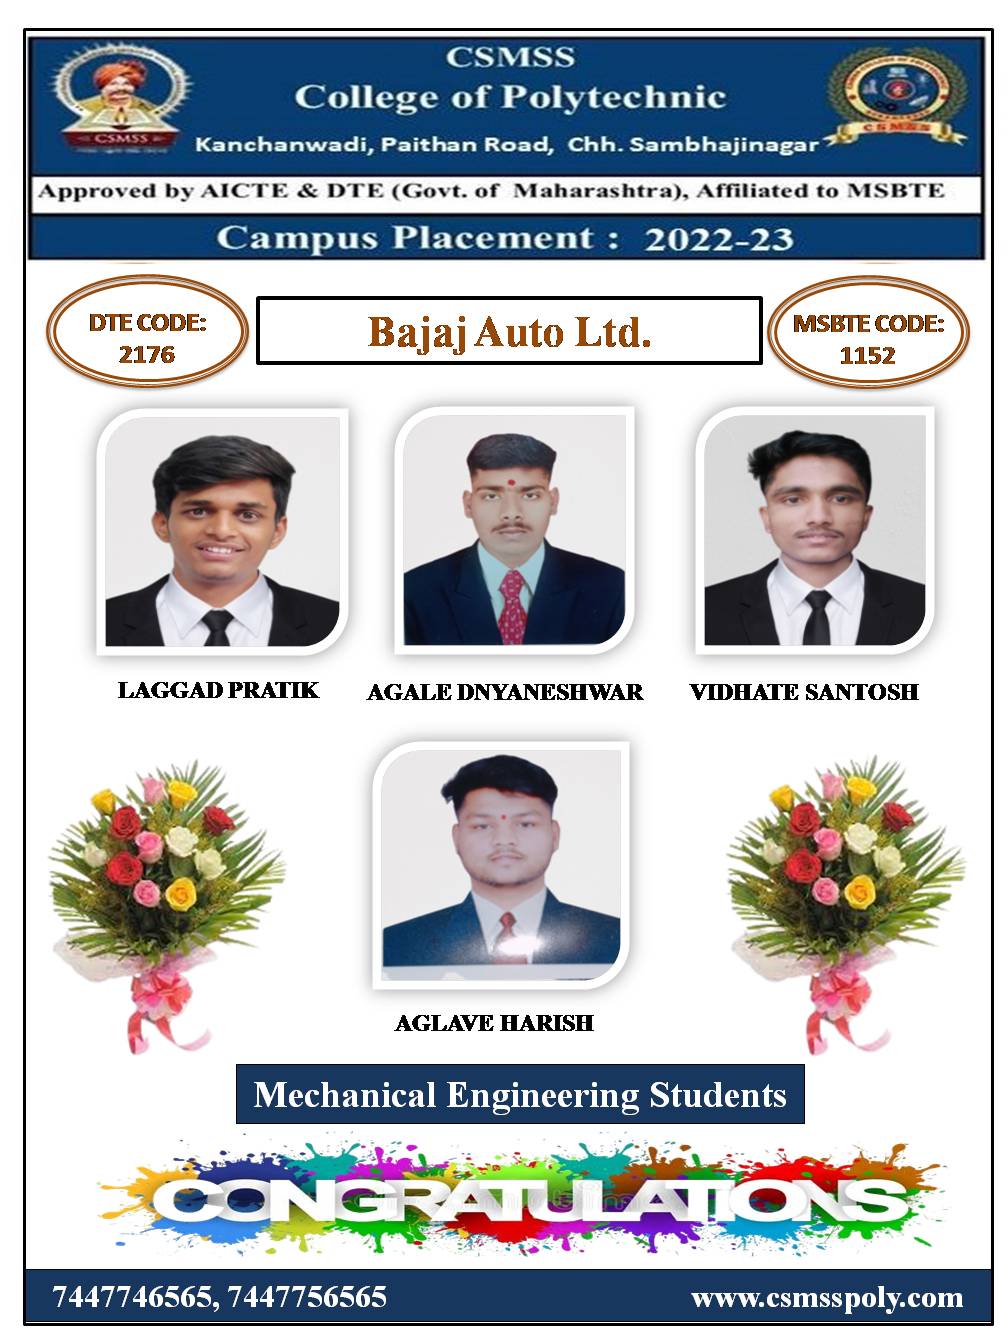 CSMSS
College of Polytechnic
Kanchanwadi, Paithan Road, Chh. Sambhajinagar
CSMSS
CSMSS
Approved by AICTE & DTE (Govt. of Maharashtra), Affiliated to MSBTE
Campus Placement : 2022-23
DTE CODE:
2176
Bajaj Auto Ltd.
MSBTE CODE:
1152
LAGGAD PRATIK
AGALE DNYANESHWAR
VIDHATE SANTOSH
AGLAVE HARISH
Mechanical Engineering Students
CONGRATULATIONS
7447746565, 7447756565
www.csmsspoly.com